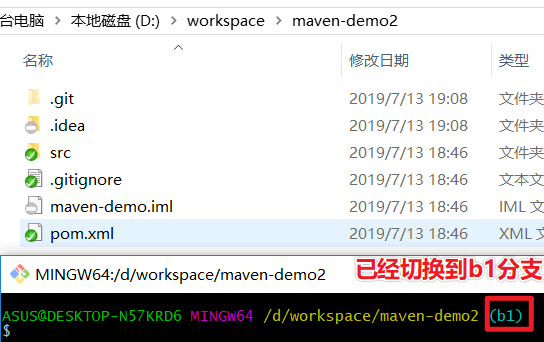 台电脑 > 本地磁盘 (D:) > workspace > maven-demo2
名称 修改日期 类型
.git 2019/7/13 19:08 文件夹
.idea 2019/7/13 19:08 文件夹
src 2019/7/13 18:46 文件夹
.gitignore 2019/7/13 18:46 文本文
maven-demo.iml 2019/7/13 18:46 IML 文
pom.xml 2019/7/13 18:46 XML 文
MINGW64:/d/workspace/maven-demo2 已经切换到b1分支
ASUS@DESKTOP-N57KRD6 MINGW64 /d/workspace/maven-demo2 (b1)
$